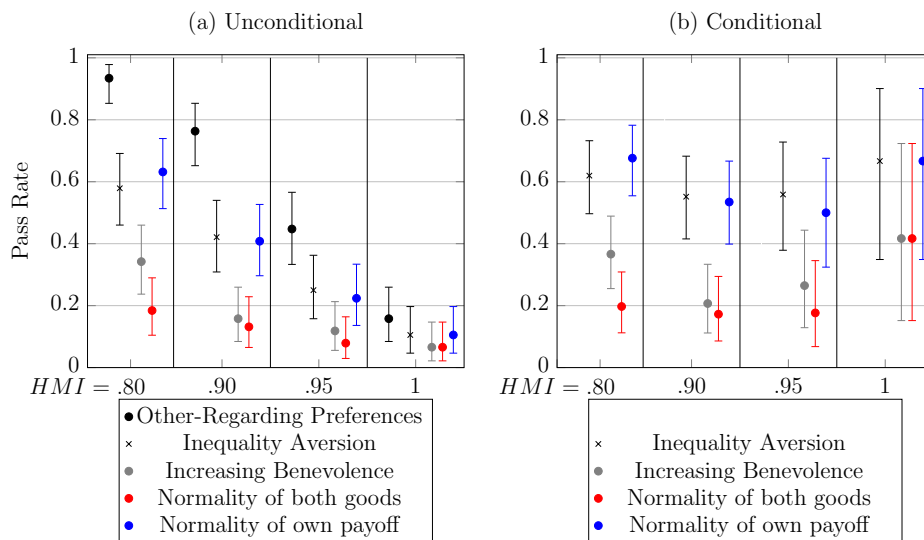 (a) Unconditional
(b) Conditional
Pass Rate
1
0.8
0.6
0.4
0.2
0
HMI = .80 .90 .95 1
Other-Regarding Preferences
Inequality Aversion
Increasing Benevolence
Normality of both goods
Normality of own payoff
1
0.8
0.6
0.4
0.2
0
HMI = .80 .90 .95 1
Inequality Aversion
Increasing Benevolence
Normality of both goods
Normality of own payoff